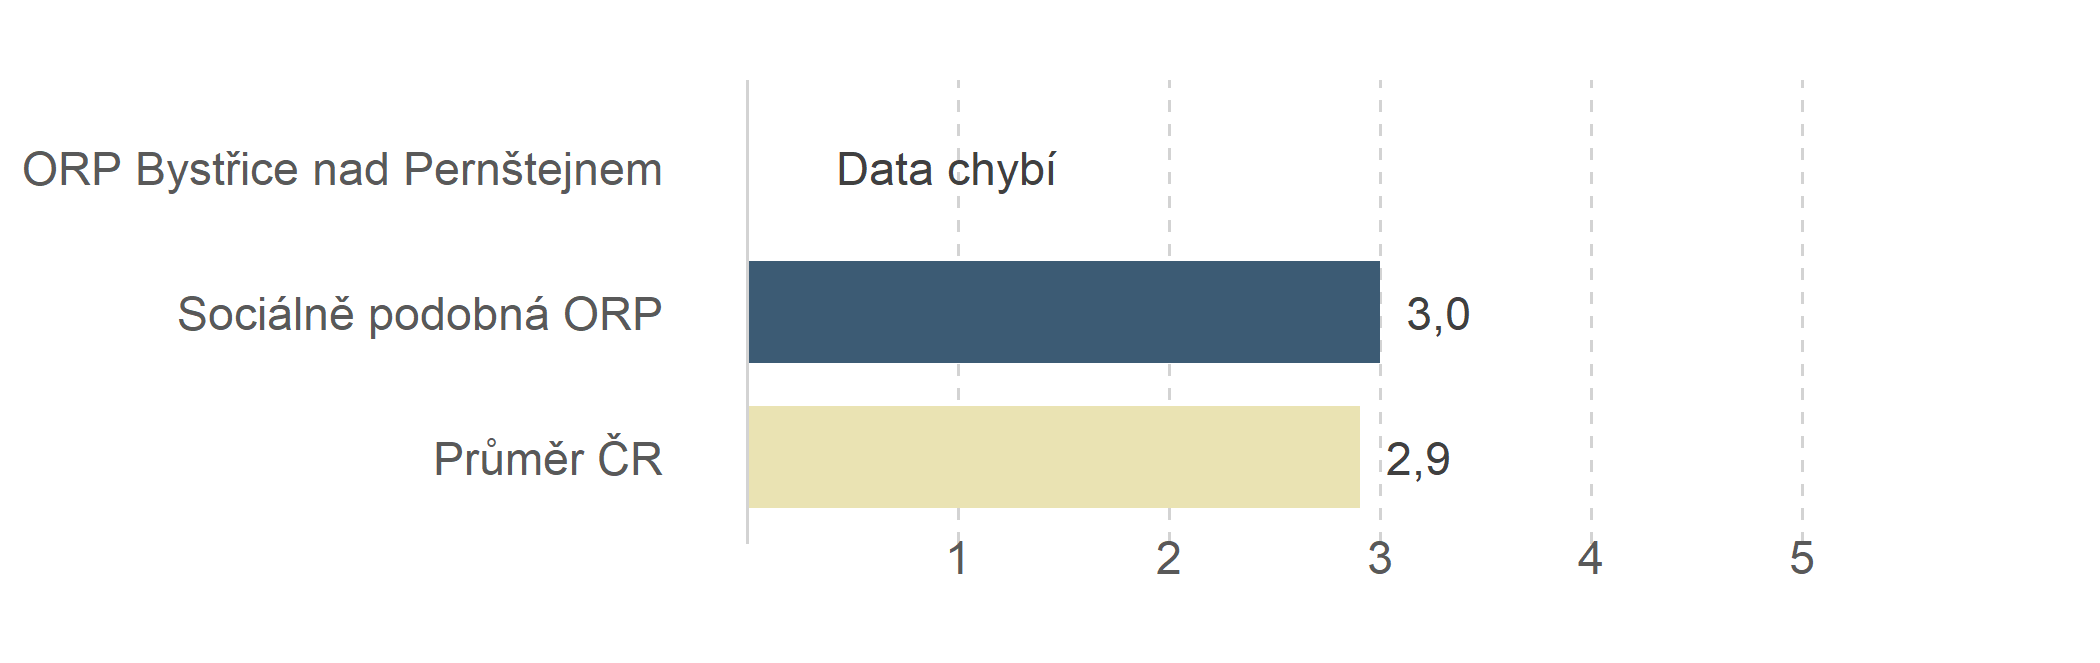 ORP Bystřice nad Pernštejnem Data chybí
Sociálně podobná ORP 3,0
Průměr ČR 2,9
1 2 3 4 5